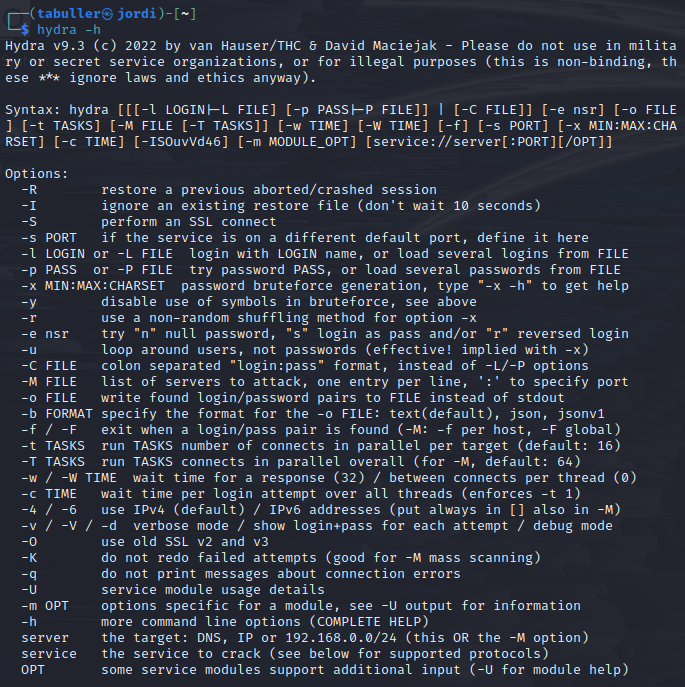 ┌──(tabuller㉿jordi)-[~]
└─$ hydra -h
Hydra v9.3 (c) 2022 by van Hauser/THC & David Maciejak - Please do not use in milita
ry or secret service organizations, or for illegal purposes (this is non-binding, th
ese *** ignore laws and ethics anyway).

Syntax: hydra [[[-l LOGIN|-L FILE] [-p PASS|-P FILE]] | [-C FILE]] [-e nsr] [-o FILE
] [-t TASKS] [-M FILE [-T TASKS]] [-w TIME] [-W TIME] [-f] [-s PORT] [-x MIN:MAX:CHA
RSET] [-c TIME] [-ISOuvVd46] [-m MODULE_OPT] [service://server[:PORT][/OPT]]

Options:
  -R        restore a previous aborted/crashed session
  -I        ignore an existing restore file (don't wait 10 seconds)
  -S        perform an SSL connect
  -s PORT   if the service is on a different default port, define it here
  -l LOGIN or -L FILE  login with LOGIN name, or load several logins from FILE
  -p PASS  or -P FILE  try password PASS, or load several passwords from FILE
  -x MIN:MAX:CHARSET  password bruteforce generation, type "-x -h" to get help
  -y        disable use of symbols in bruteforce, see above
  -r        use a non-random shuffling method for option -x
  -e nsr    try "n" null password, "s" login as pass and/or "r" reversed login
  -u        loop around users, not passwords (effective! implied with -x)
  -C FILE   colon separated "login:pass" format, instead of -L/-P options
  -M FILE   list of servers to attack, one entry per line, ':' to specify port
  -o FILE   write found login/password pairs to FILE instead of stdout
  -b FORMAT specify the format for the -o FILE: text(default), json, jsonv1
  -f / -F   exit when a login/pass pair is found (-M: -f per host, -F global)
  -t TASKS  run TASKS number of connects in parallel per target (default: 16)
  -T TASKS  run TASKS connects in parallel overall (for -M, default: 64)
  -w / -W TIME  wait time for a response (32) / between connects per thread (0)
  -c TIME   wait time per login attempt over all threads (enforces -t 1)
  -4 / -6   use IPv4 (default) / IPv6 addresses (put always in [] also in -M)
  -v / -V / -d  verbose mode / show login+pass for each attempt / debug mode
  -O        use old SSL v2 and v3
  -K        do not redo failed attempts (good for -M mass scanning)
  -q        do not print messages about connection errors
  -U        service module usage details
  -m OPT    options specific for a module, see -U output for information
  -h        more command line options (COMPLETE HELP)
  server    the target: DNS, IP or 192.168.0.0/24 (this OR the -M option)
  service   the service to crack (see below for supported protocols)
  OPT       some service modules support additional input (-U for module help)